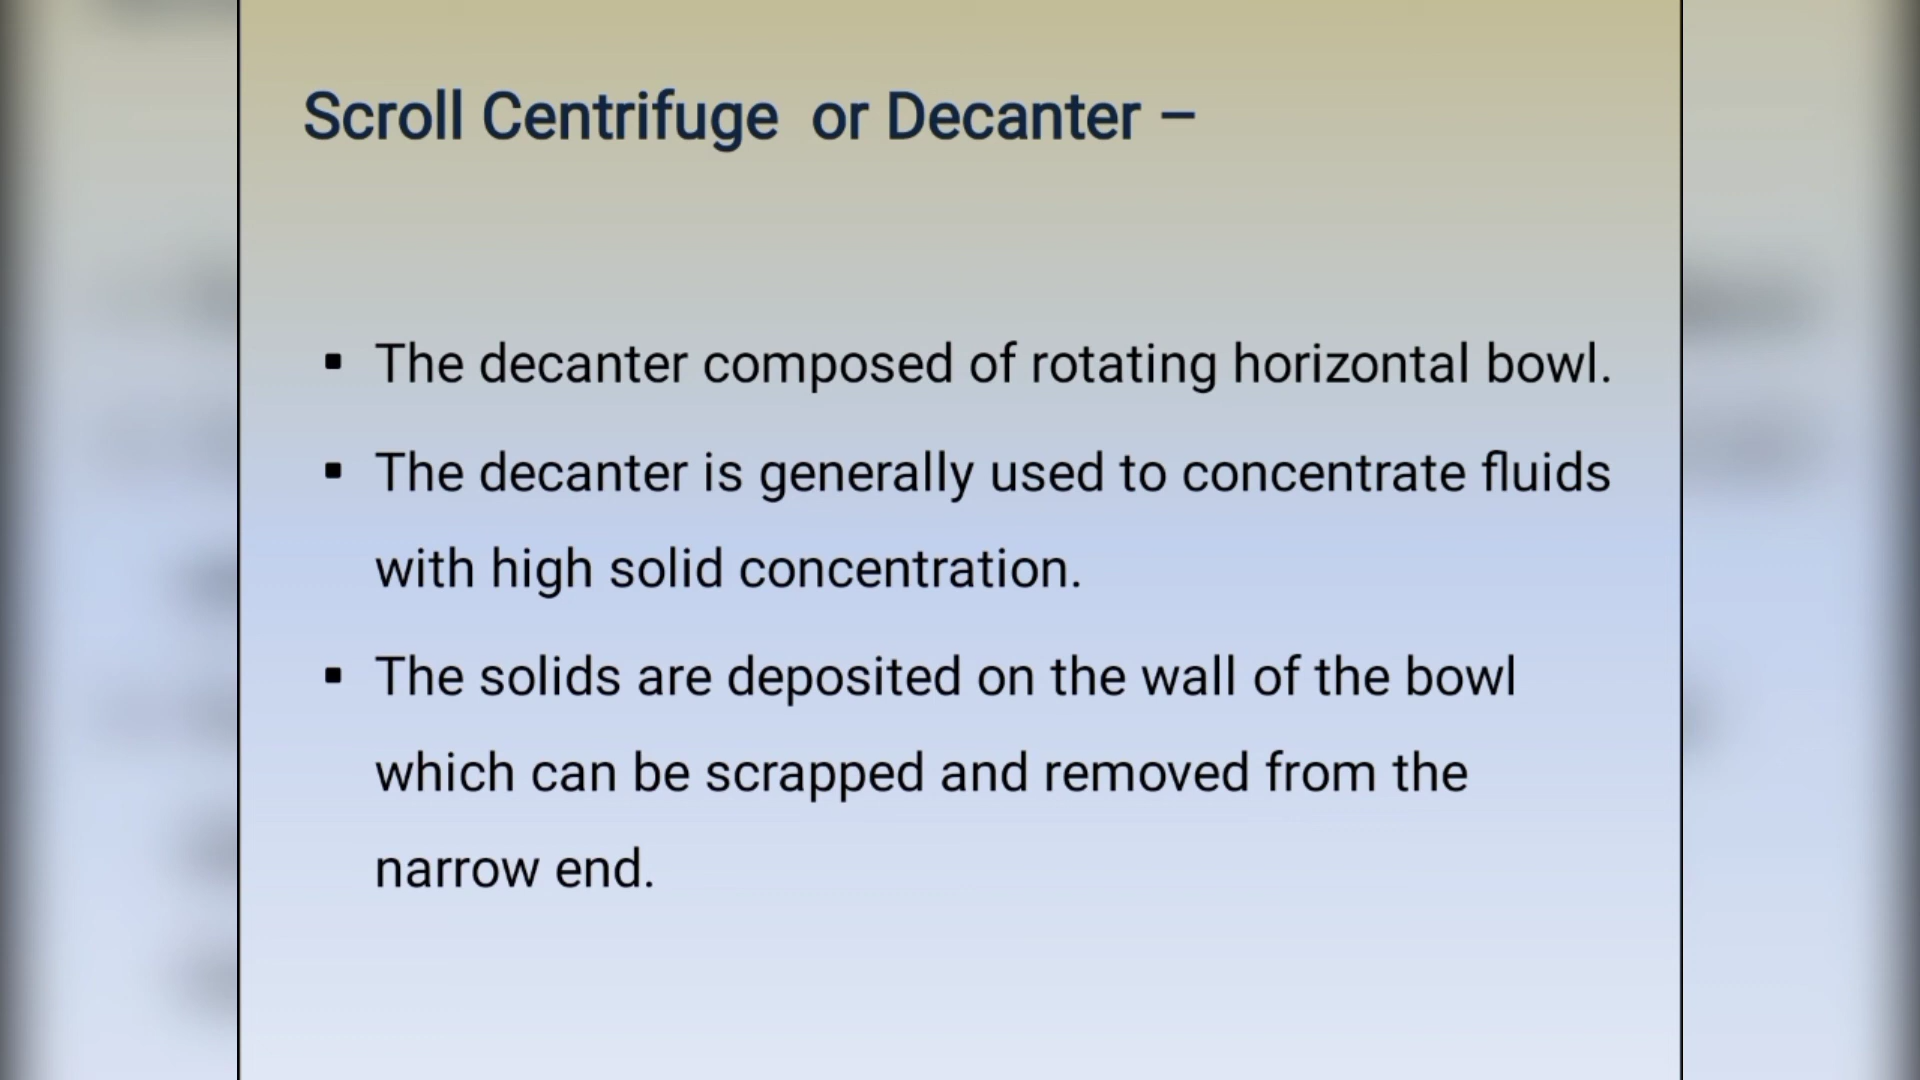 Scroll Centrifuge or Decanter –
▪ The decanter composed of rotating horizontal bowl.
▪ The decanter is generally used to concentrate fluids
with high solid concentration.
▪ The solids are deposited on the wall of the bowl
which can be scrapped and removed from the
narrow end.